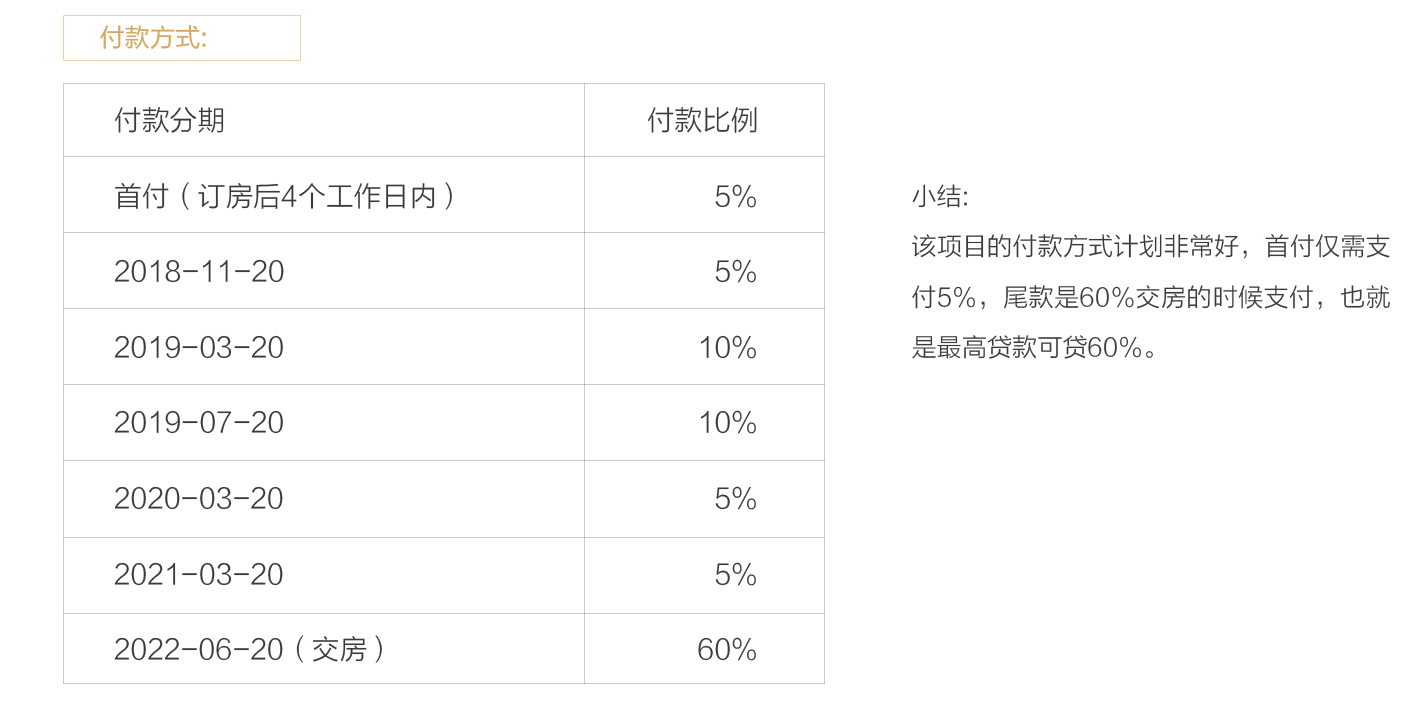 付款方式:
付款分期 付款比例
首付（订房后4个工作日内） 5%
2018-11-20 5%
2019-03-20 10%
2019-07-20 10%
2020-03-20 5%
2021-03-20 5%
2022-06-20（交房） 60%
小结:
该项目的付款方式计划非常好，首付仅需支
付5%，尾款是60%交房的时候支付，也就
是最高贷款可贷60%。